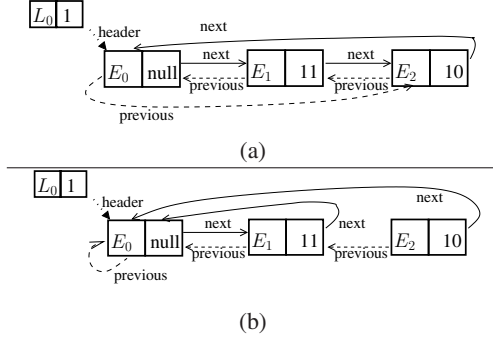 L₀ 1
header
next
next
next
E₀ null
E₁ 11
E₂ 10
previous
previous
previous
(a)
L₀ 1
header
next
next
next
E₀ null
E₁ 11
E₂ 10
previous
previous
previous
(b)